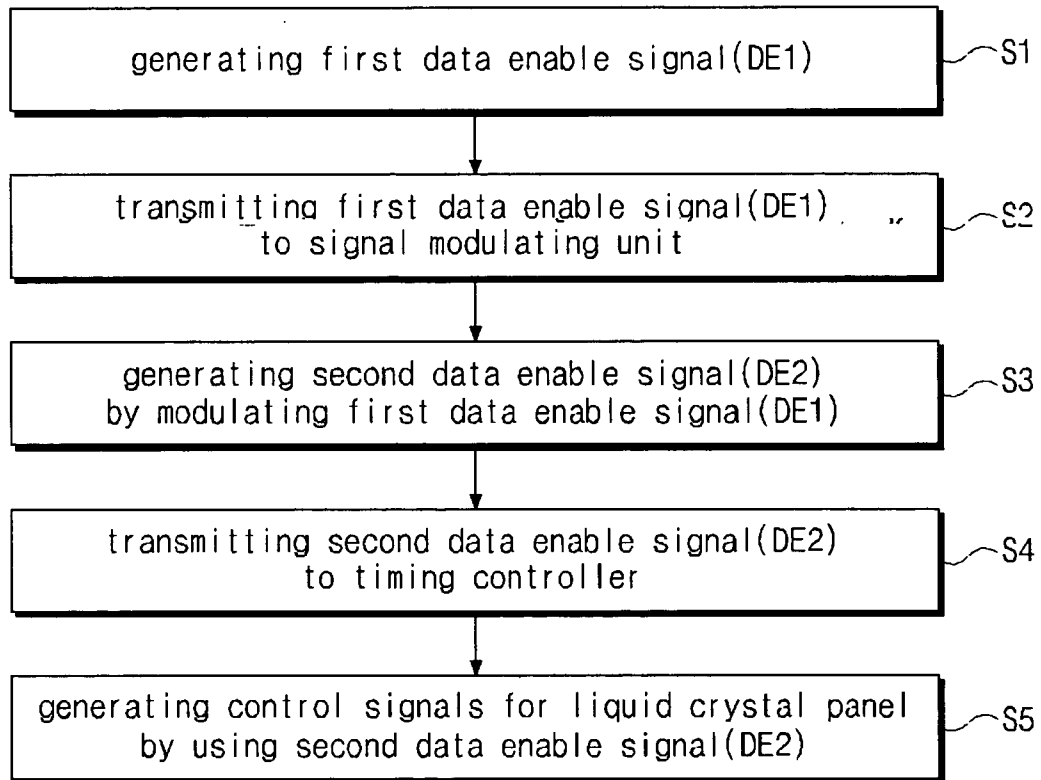 generating first data enable signal(DE1)
S1
transmitting first data enable signal(DE1)
to signal modulating unit
S2
generating second data enable signal(DE2)
by modulating first data enable signal(DE1)
S3
transmitting second data enable signal(DE2)
to timing controller
S4
generating control signals for liquid crystal panel
by using second data enable signal(DE2)
S5